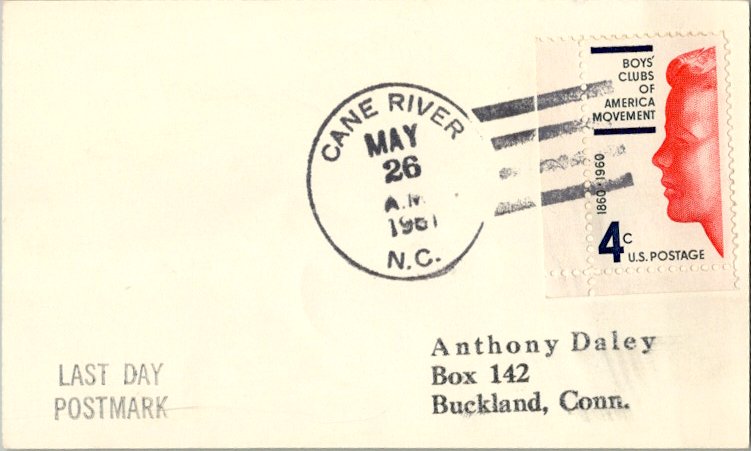 CANE RIVER
MAY
26
A.M.
1961
N.C.
BOYS'
CLUBS
OF
AMERICA
MOVEMENT
1860·1960
4c
U.S. POSTAGE
LAST DAY
POSTMARK
Anthony Daley
Box 142
Buckland, Conn.